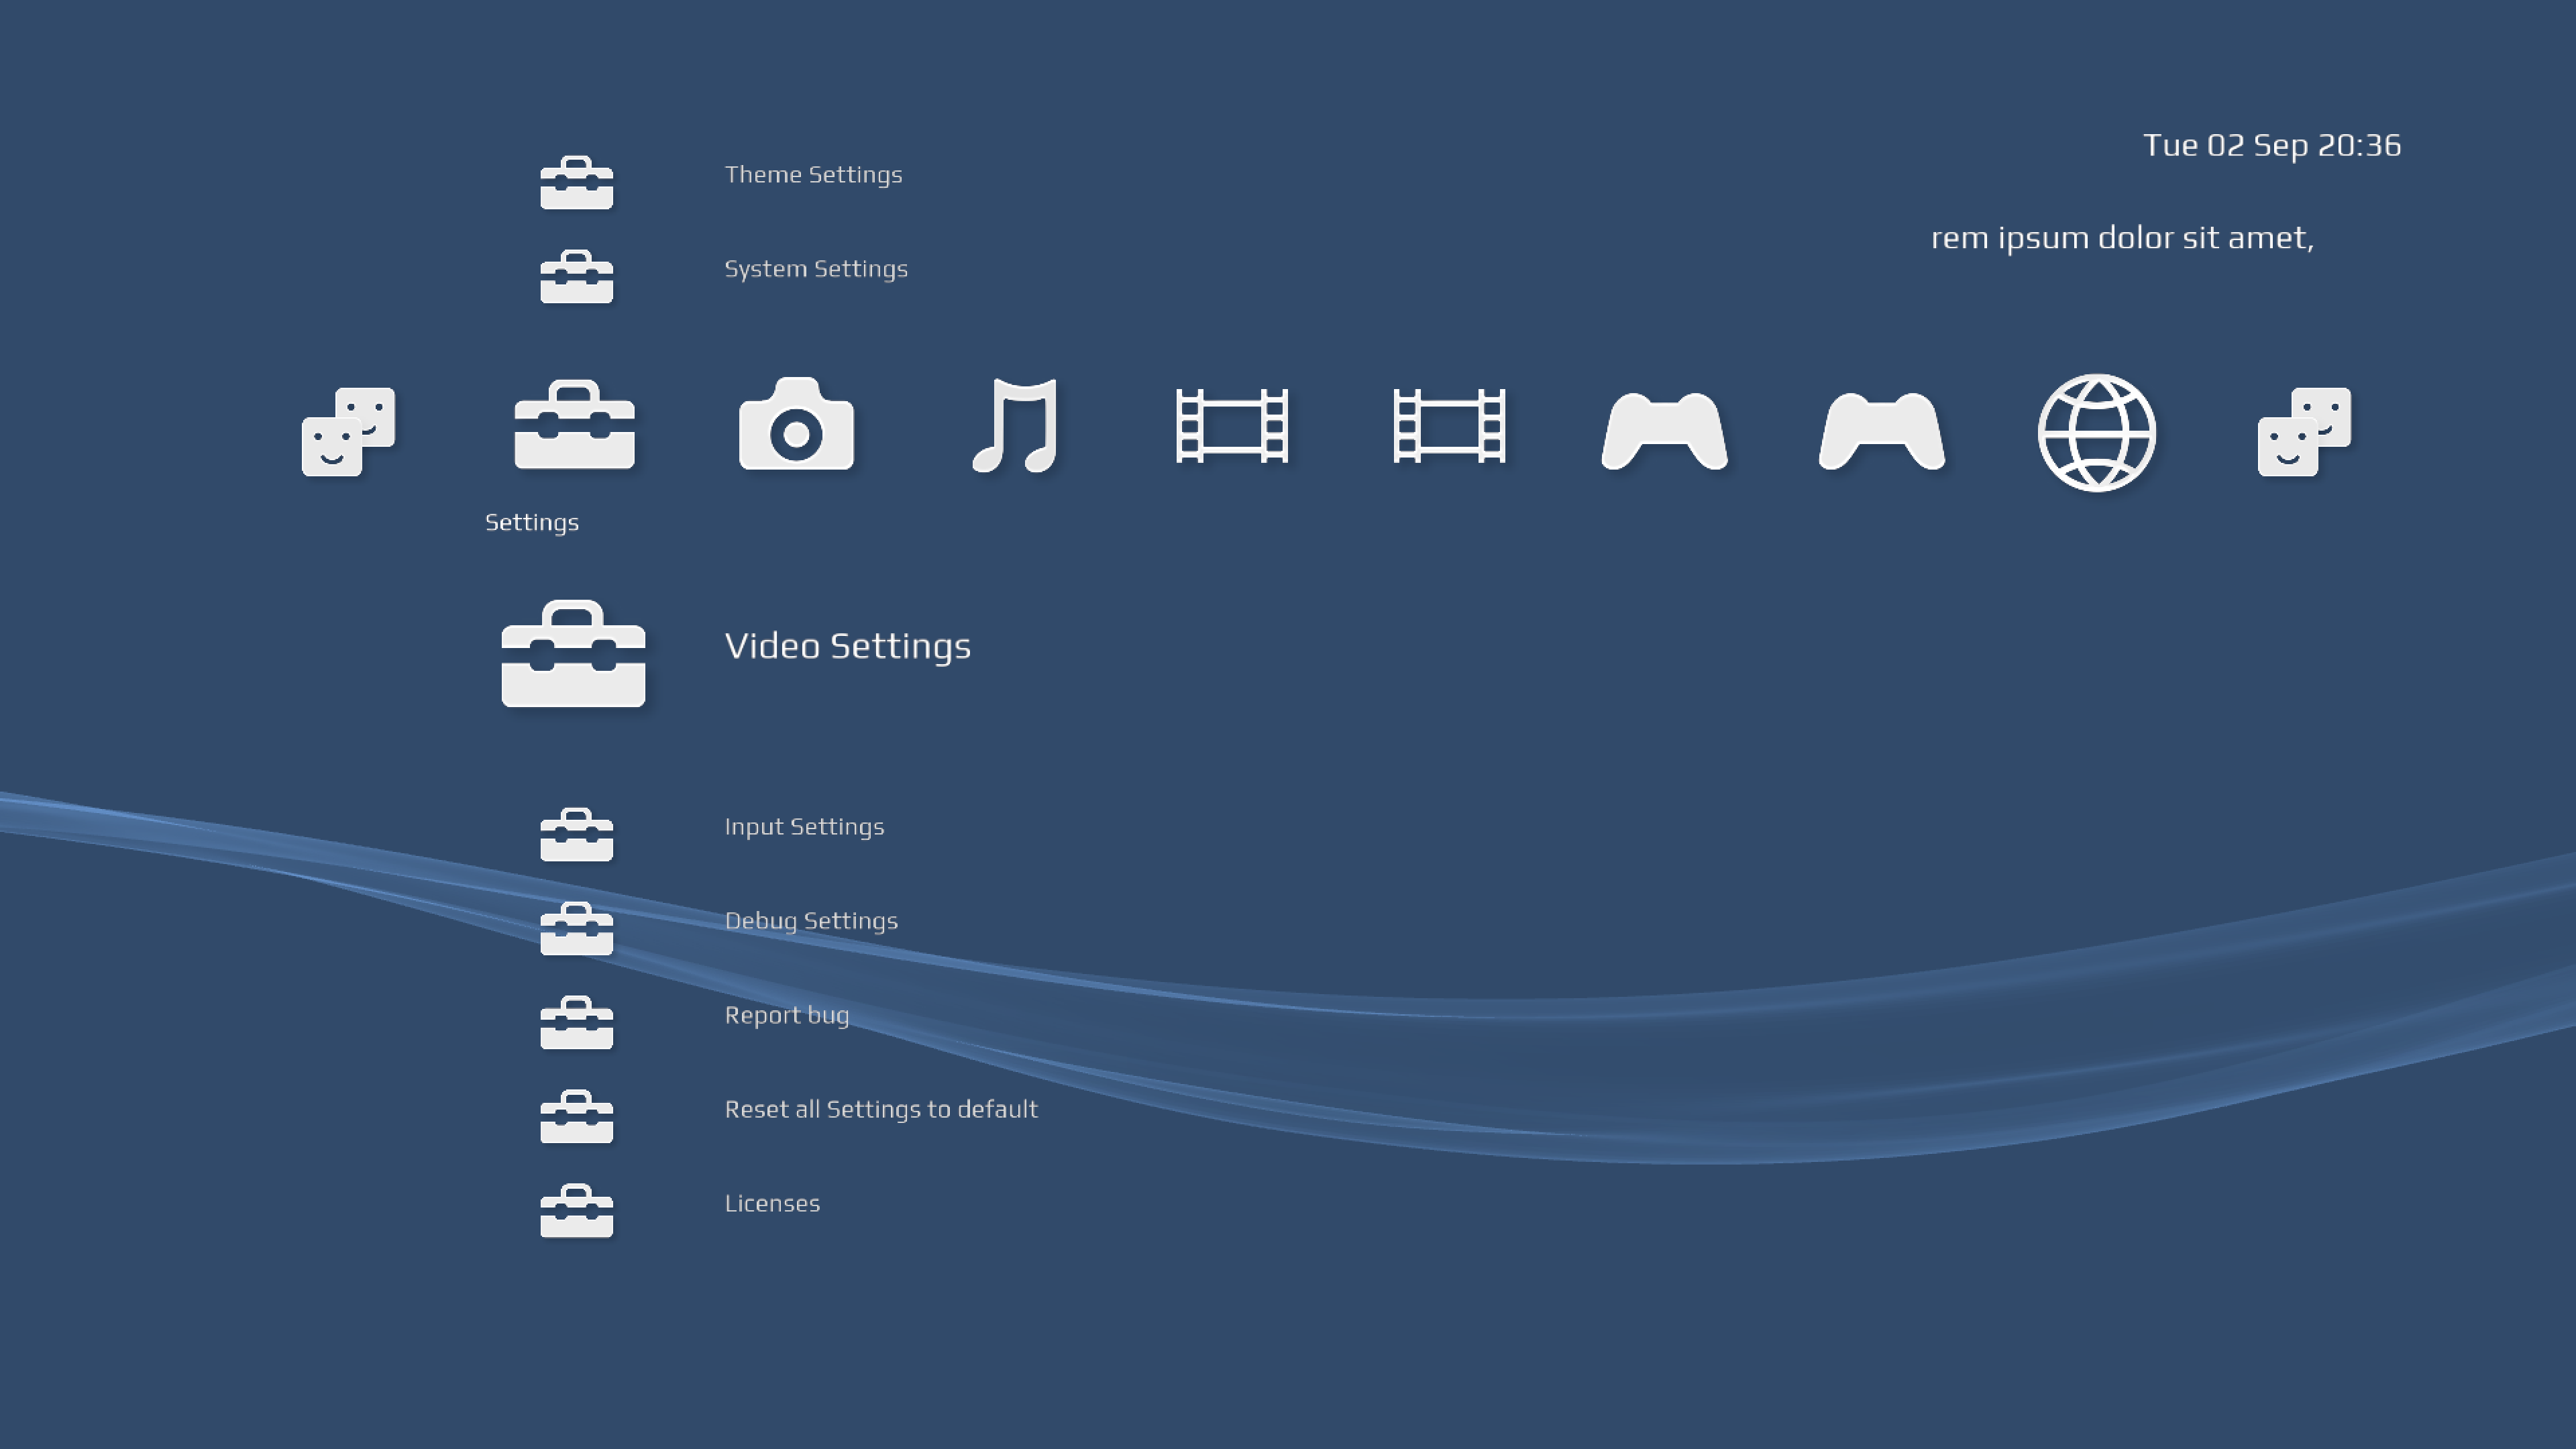 Tue 02 Sep 20:36
Theme Settings
rem ipsum dolor sit amet,
System Settings
Settings
Video Settings
Input Settings
Debug Settings
Report bug
Reset all Settings to default
Licenses